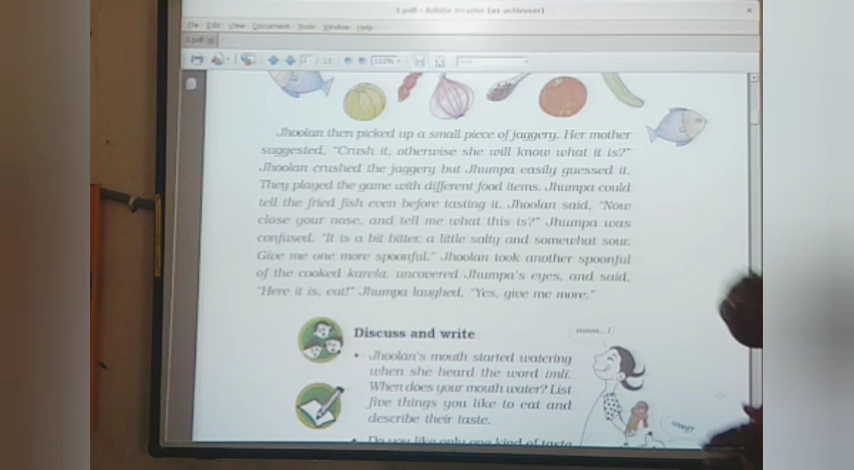 3.pdf - Adobe Reader [as activuser]
File Edit View Document Tools Window Help
3.pdf
/ 13 102% Find
Jhoolan then picked up a small piece of jaggery. Her mother
suggested, "Crush it, otherwise she will know what it is?"
Jhoolan crushed the jaggery but Jhumpa easily guessed it.
They played the game with different food items. Jhumpa could
tell the fried fish even before tasting it. Jhoolan said, "Now
close your nose, and tell me what this is?" Jhumpa was
confused, "It is a bit bitter, a little salty and somewhat sour.
Give me one more spoonful." Jhoolan took another spoonful
of the cooked karela, uncovered Jhumpa's eyes, and said,
"Here it is, eat!" Jhumpa laughed, "Yes, give me more."
Discuss and write
• Jhoolan's mouth started watering
when she heard the word imli.
When does your mouth water? List
five things you like to eat and
describe their taste.
• Do you like only one kind of taste